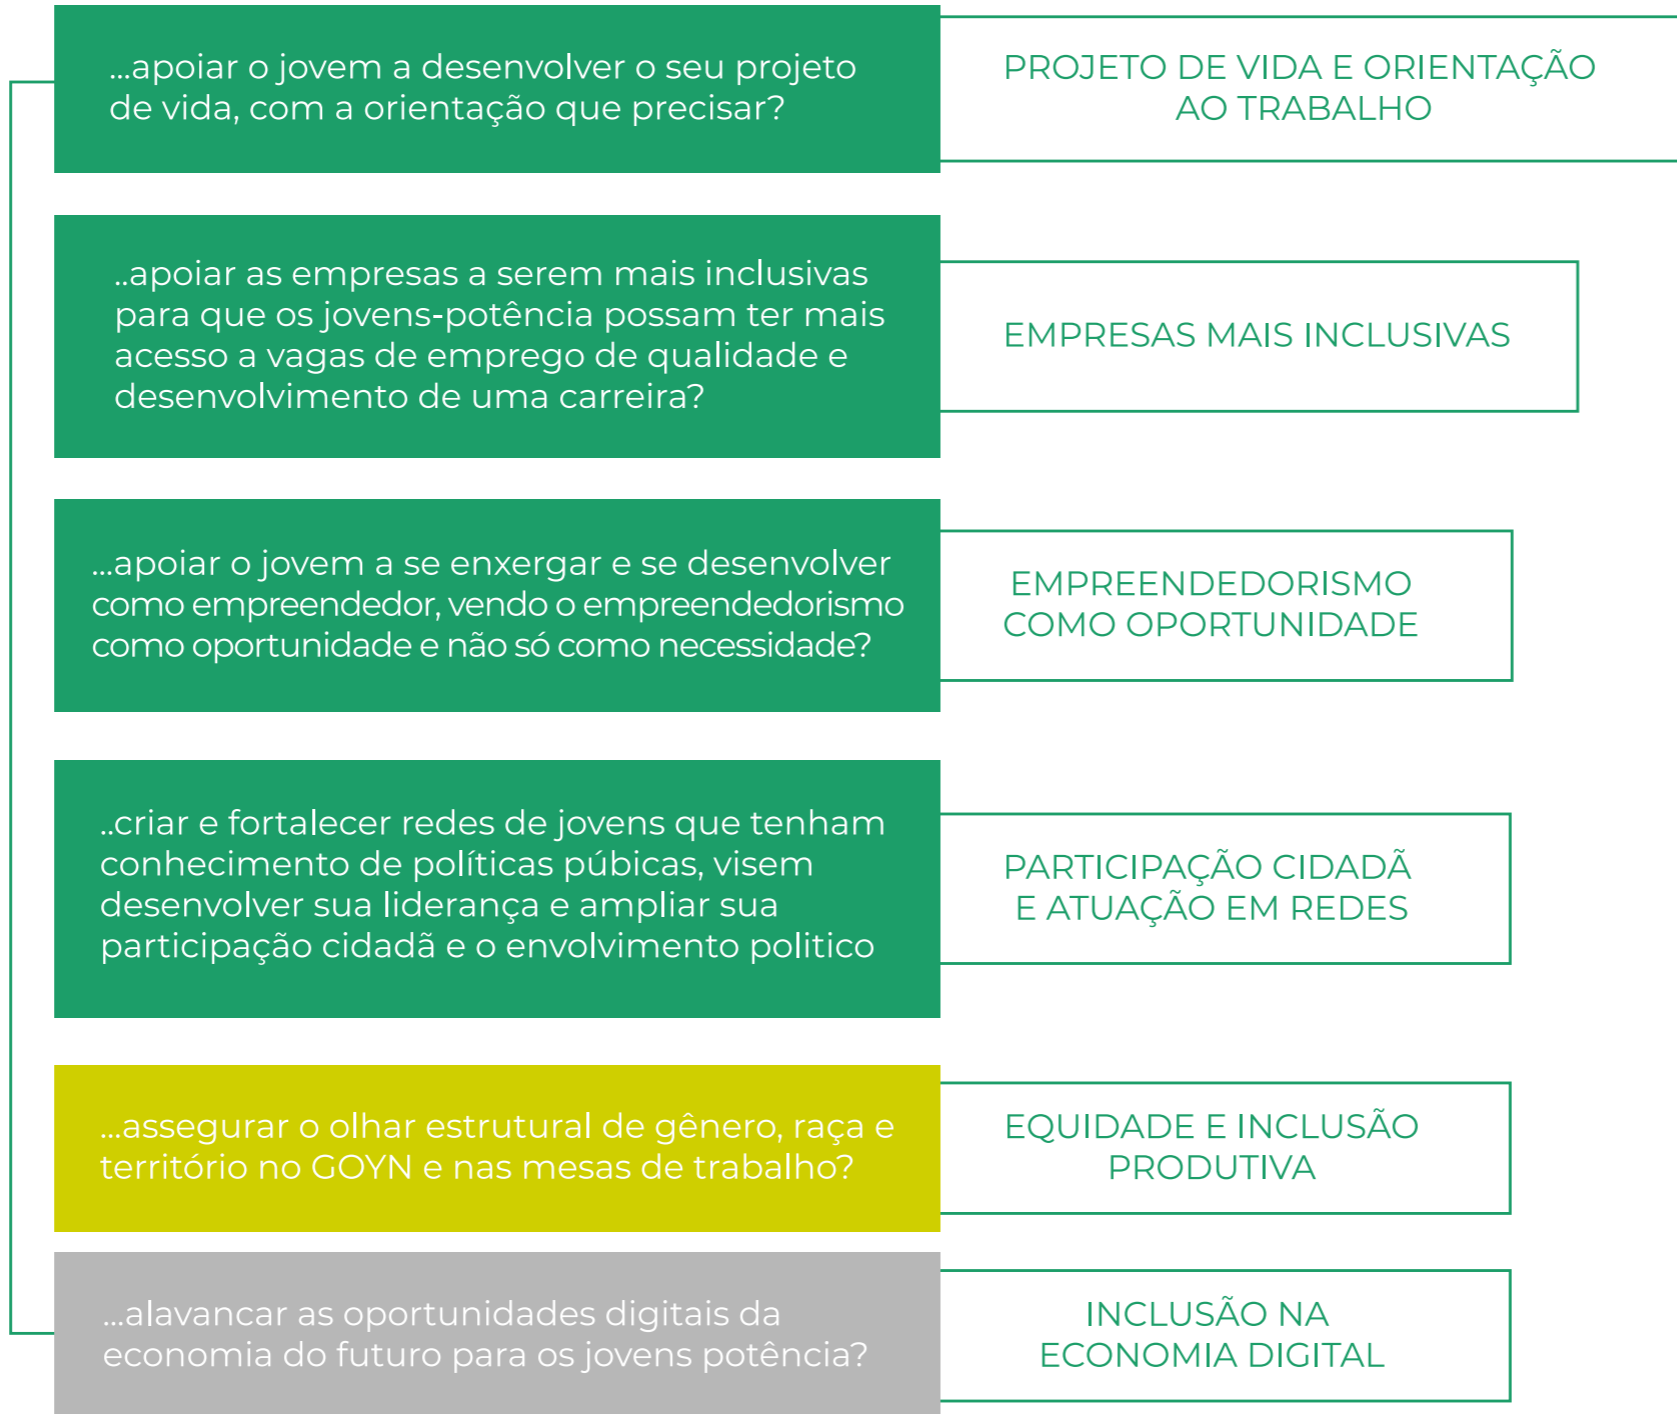 ...apoiar o jovem a desenvolver o seu projeto
de vida, com a orientação que precisar?
PROJETO DE VIDA E ORIENTAÇÃO
AO TRABALHO
..apoiar as empresas a serem mais inclusivas
para que os jovens-potência possam ter mais
acesso a vagas de emprego de qualidade e
desenvolvimento de uma carreira?
EMPRESAS MAIS INCLUSIVAS
...apoiar o jovem a se enxergar e se desenvolver
como empreendedor, vendo o empreendedorismo
como oportunidade e não só como necessidade?
EMPREENDEDORISMO
COMO OPORTUNIDADE
..criar e fortalecer redes de jovens que tenham
conhecimento de políticas púbicas, visem
desenvolver sua liderança e ampliar sua
participação cidadã e o envolvimento politico
PARTICIPAÇÃO CIDADÃ
E ATUAÇÃO EM REDES
...assegurar o olhar estrutural de gênero, raça e
território no GOYN e nas mesas de trabalho?
EQUIDADE E INCLUSÃO
PRODUTIVA
...alavancar as oportunidades digitais da
economia do futuro para os jovens potência?
INCLUSÃO NA
ECONOMIA DIGITAL